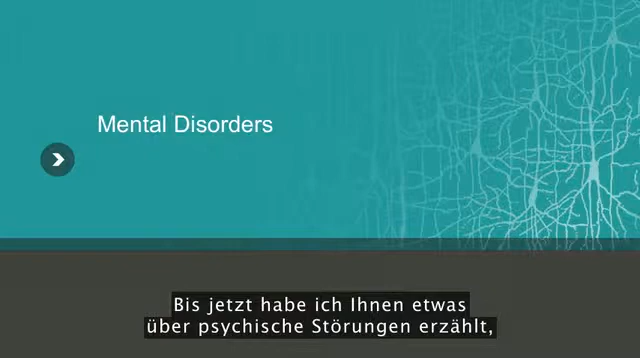 Mental Disorders
Bis jetzt habe ich Ihnen etwas
über psychische Störungen erzählt,